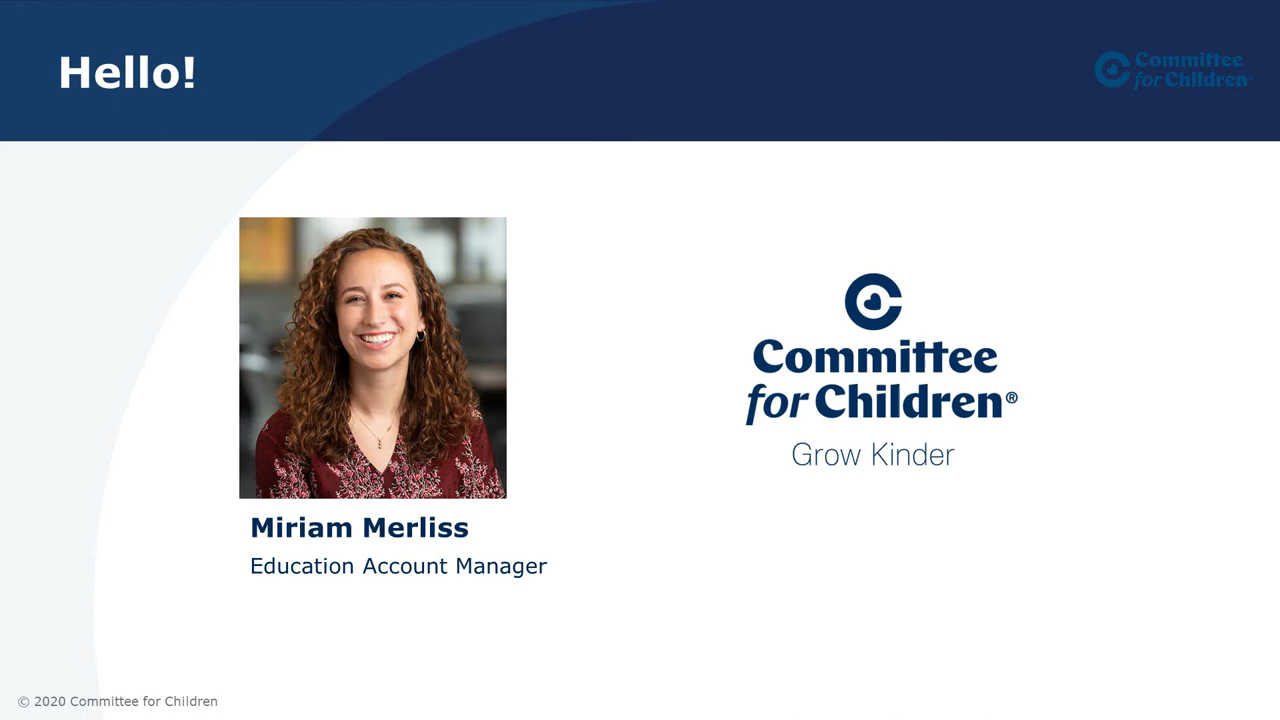 Hello!
Committee
for Children®
Committee
for Children®
Grow Kinder
Miriam Merliss
Education Account Manager
© 2020 Committee for Children